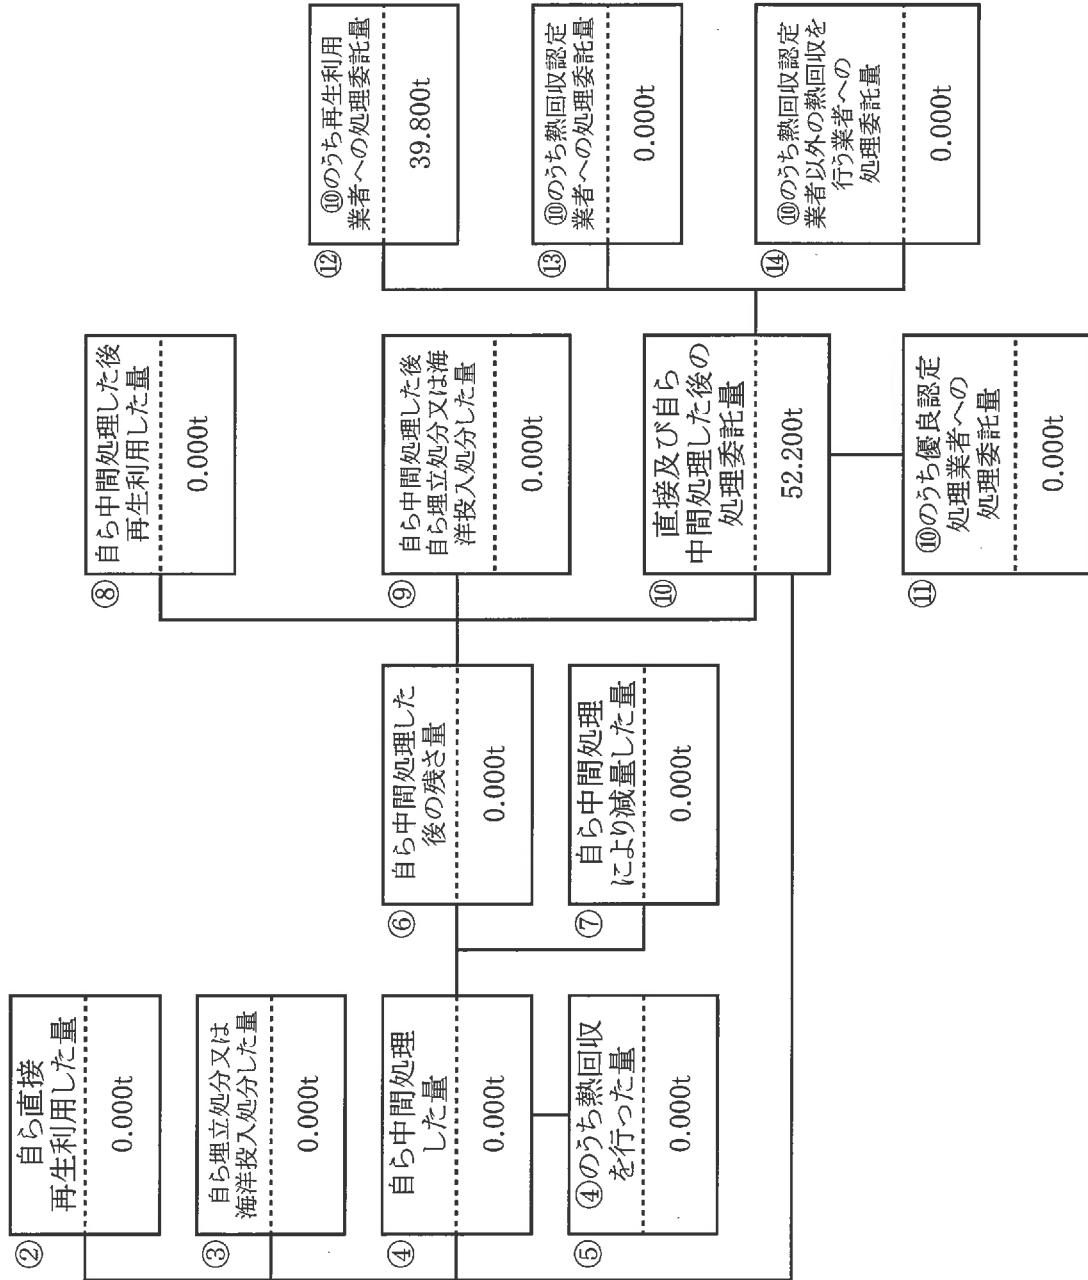 ②
自ら直接
再生利用した量
0.000t
③
自ら埋立処分又は
海洋投入処分した量
0.000t
④
自ら中間処理
した量
0.000t
⑤
④のうち熱回収
を行った量
0.000t
⑥
自ら中間処理した
後の残さ量
0.000t
⑦
自ら中間処理
により減量した量
0.000t
⑧
自ら中間処理した後
再生利用した量
0.000t
⑨
自ら中間処理した後
自ら埋立処分又は海
洋投入処分した量
0.000t
⑩
直接及び自ら
中間処理した後の
処理委託量
52.200t
⑪
⑩のうち優良認定
処理業者への
処理委託量
0.000t
⑫
⑩のうち再生利用
業者への処理委託量
39.800t
⑬
⑩のうち熱回収認定
業者への処理委託量
0.000t
⑭
⑩のうち熱回収認定
業者以外の熱回収を
行う業者への
処理委託量
0.000t